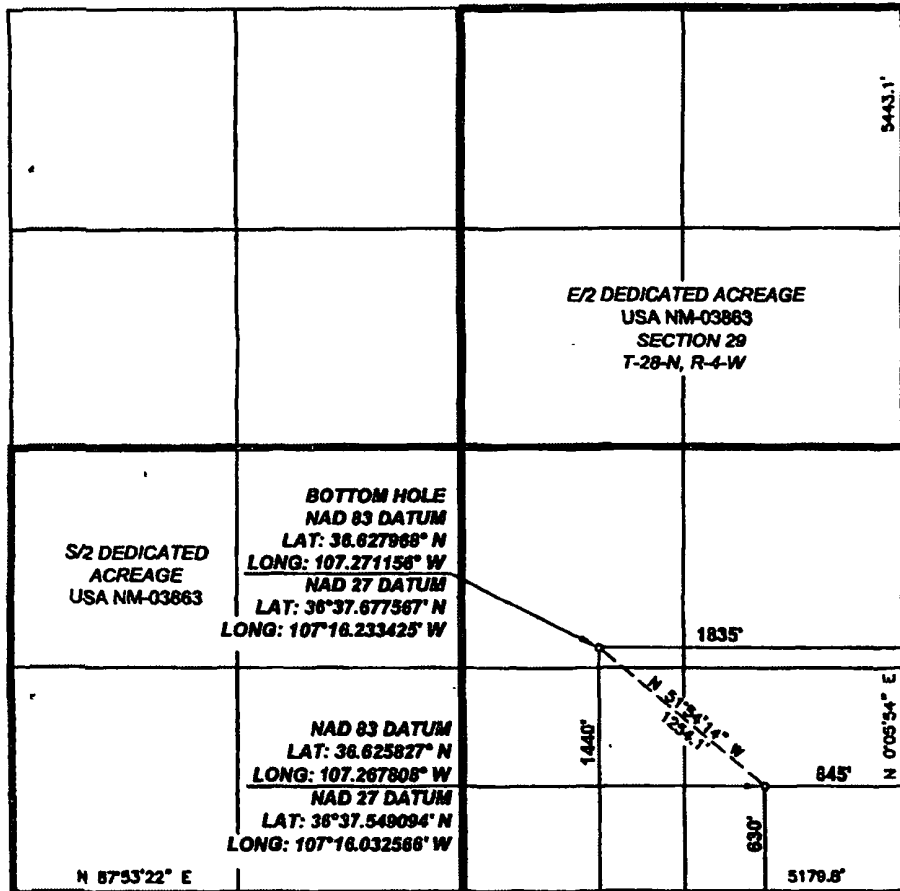 5443.1'
E/2 DEDICATED ACREAGE
USA NM-03863
SECTION 29
T-28-N, R-4-W
S/2 DEDICATED
ACREAGE
USA NM-03863
BOTTOM HOLE
NAD 83 DATUM
LAT: 36.627968° N
LONG: 107.271156° W
NAD 27 DATUM
LAT: 36°37.677567' N
LONG: 107°16.233425' W
1835'
N 51°54'14" W
1254.1'
1440'
N 0°05'54" E
NAD 83 DATUM
LAT: 36.625827° N
LONG: 107.267808° W
NAD 27 DATUM
LAT: 36°37.549094' N
LONG: 107°16.032566' W
845'
630'
N 87°53'22" E
5179.8'